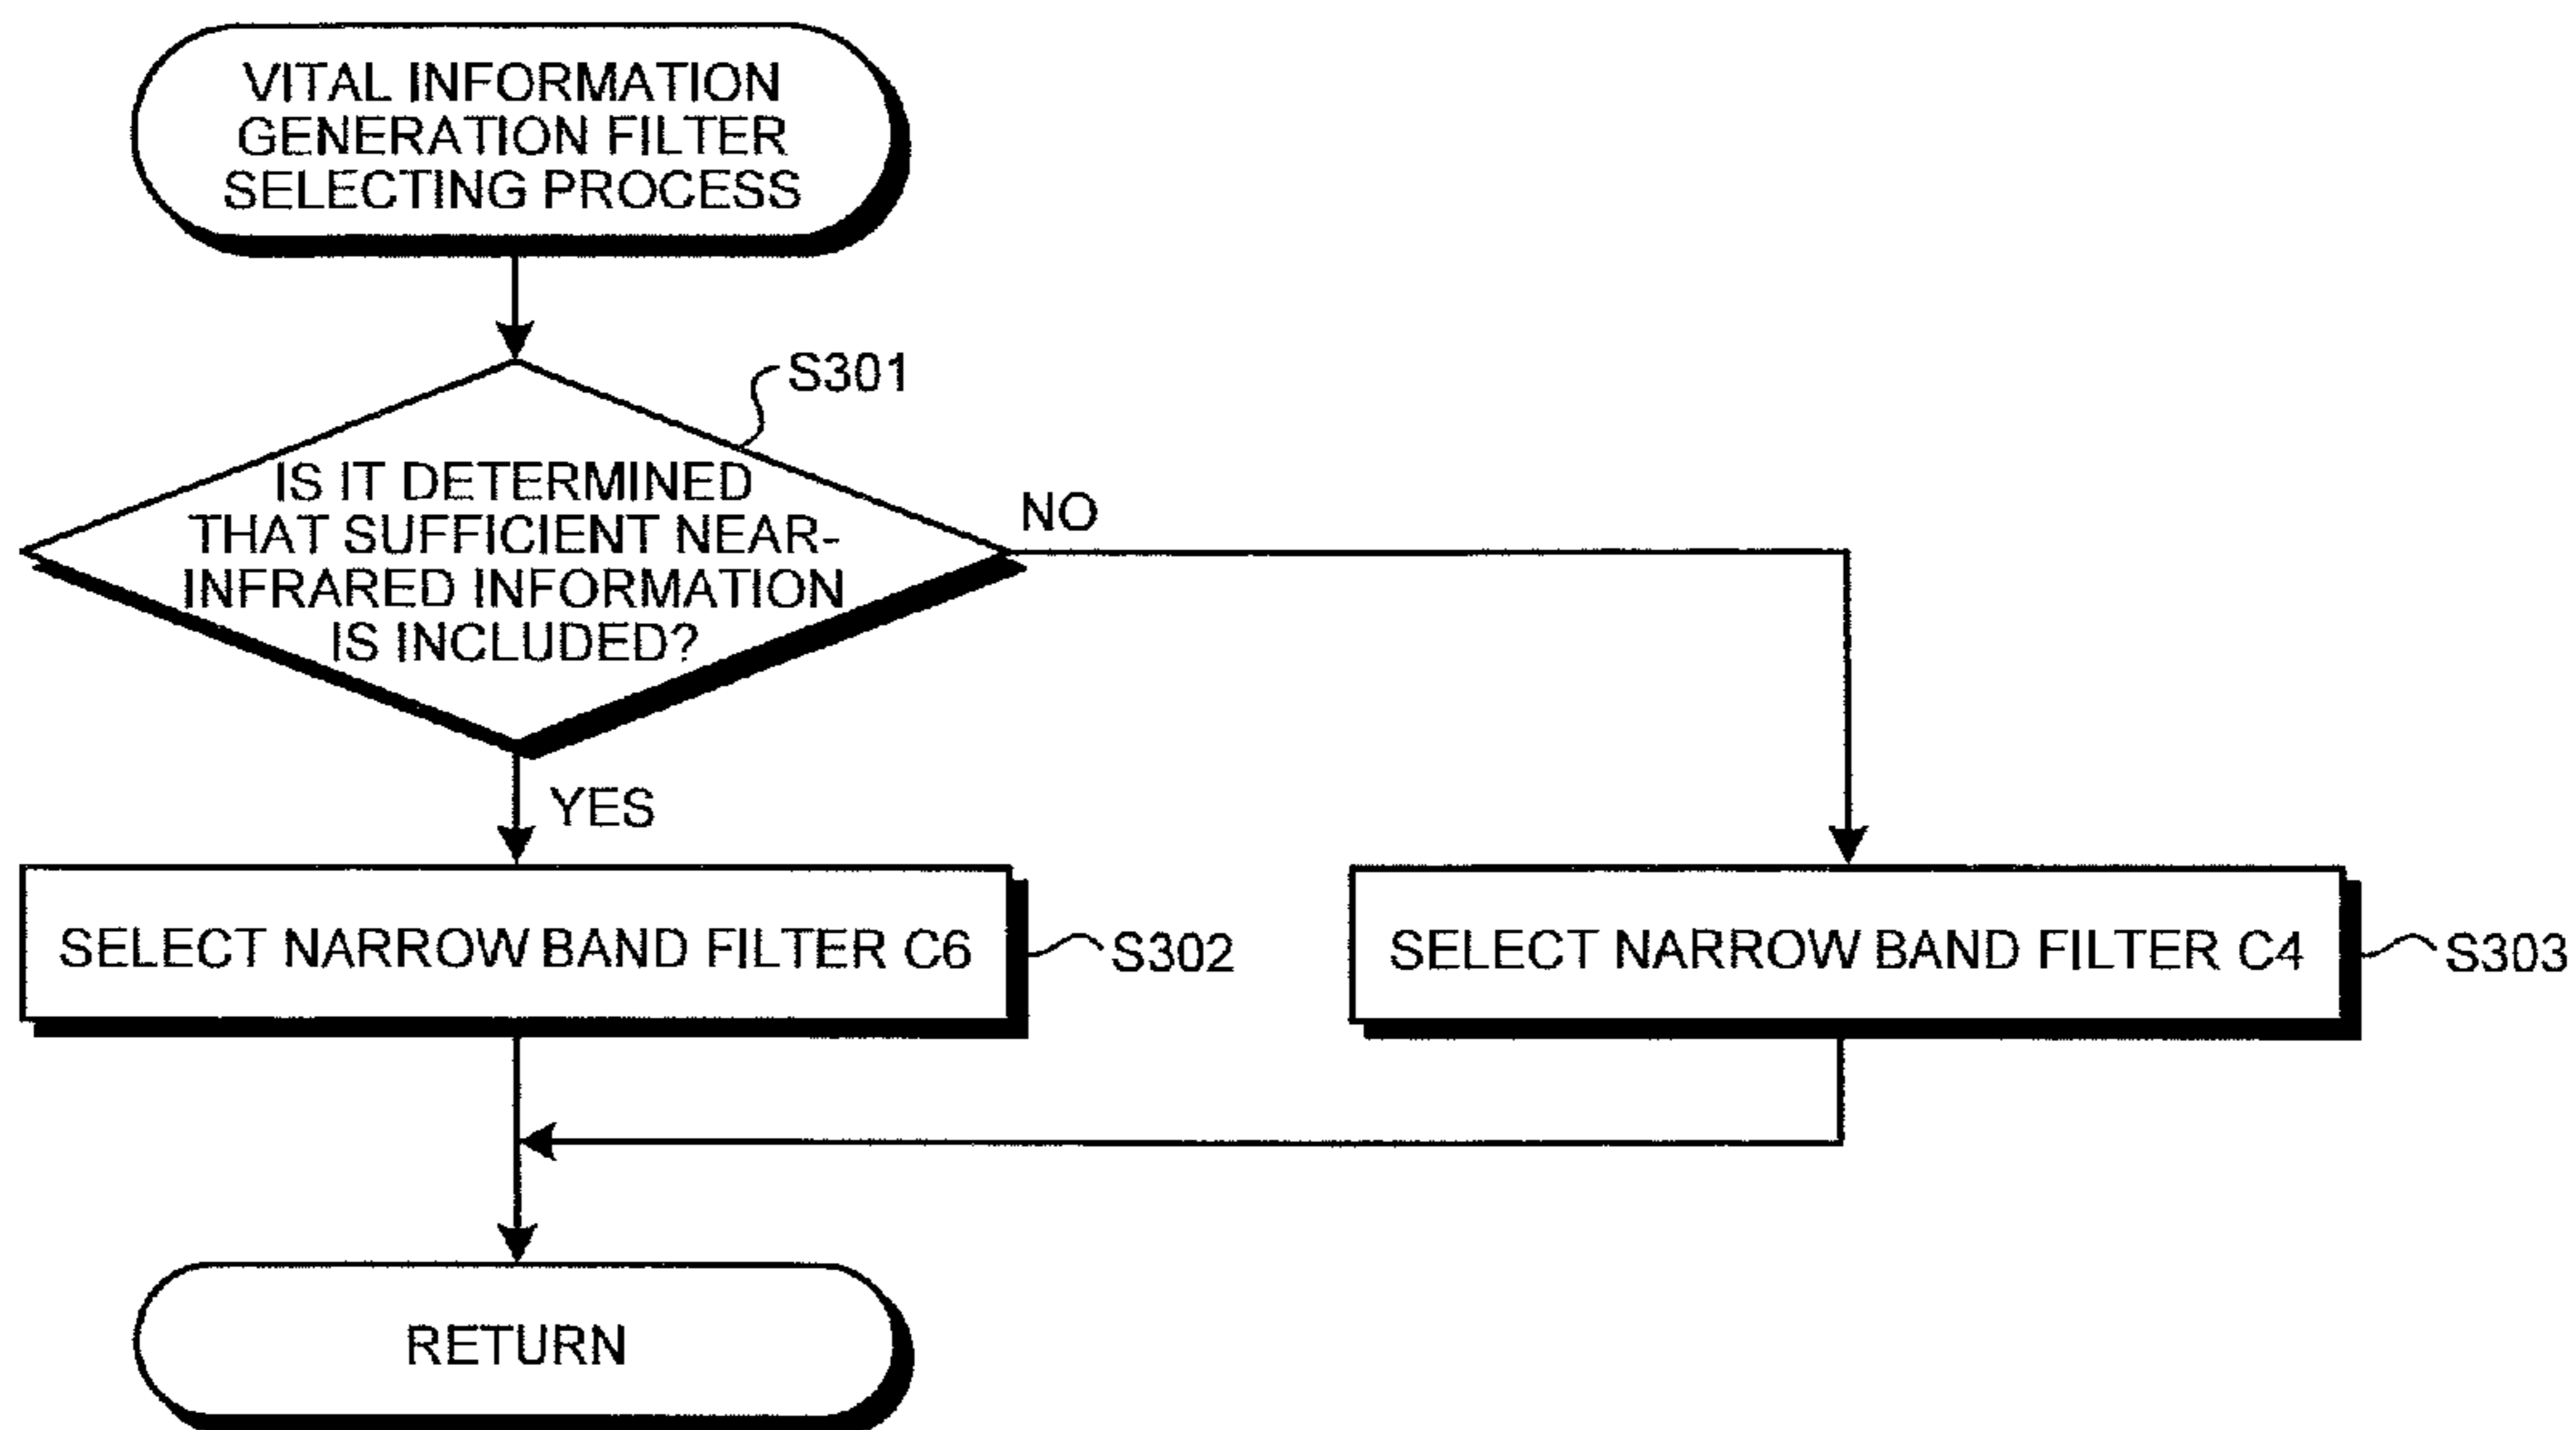 VITAL INFORMATION
GENERATION FILTER
SELECTING PROCESS
S301
IS IT DETERMINED
THAT SUFFICIENT NEAR-
INFRARED INFORMATION
IS INCLUDED?
NO
YES
SELECT NARROW BAND FILTER C6
S302
SELECT NARROW BAND FILTER C4
S303
RETURN